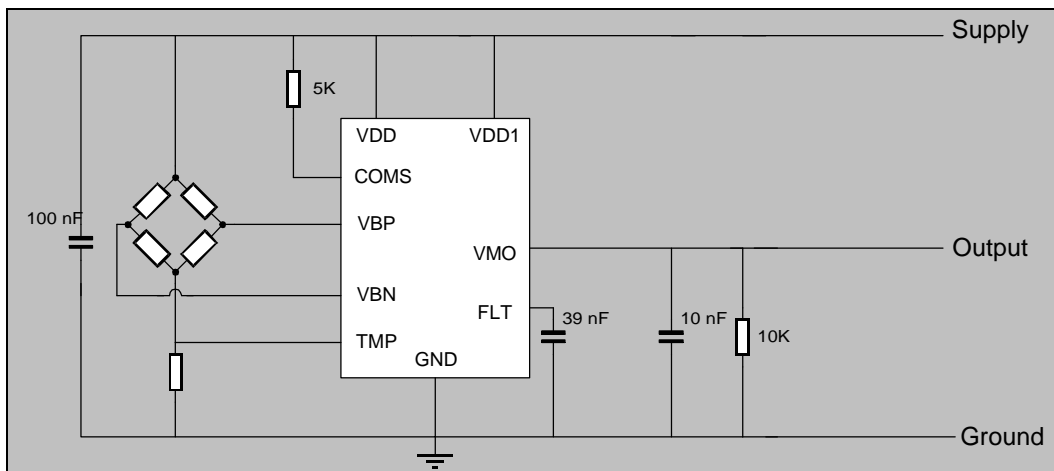 Supply
5K
VDD VDD1
COMS
100 nF
VBP
VMO
Output
VBN
FLT
39 nF
10 nF
10K
TMP
GND
Ground